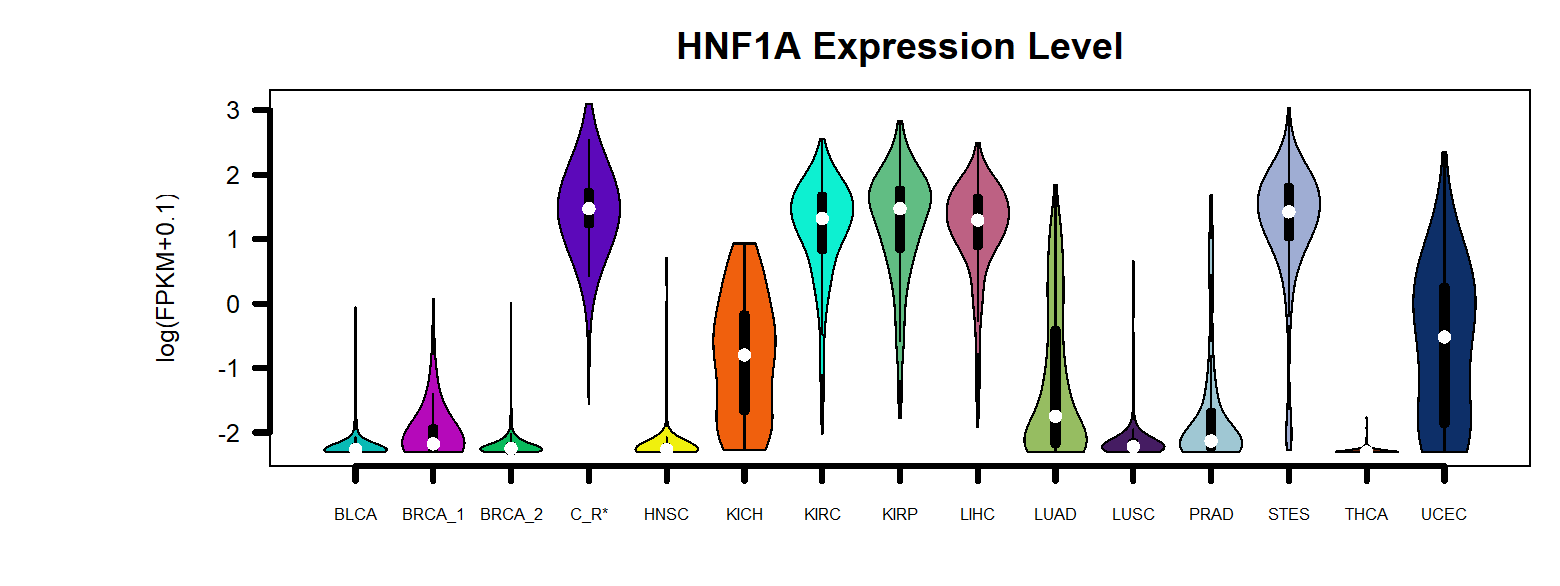 HNF1A Expression Level
log(FPKM+0.1)
3
2
1
0
-1
-2
BLCA BRCA_1 BRCA_2 C_R* HNSC KICH KIRC KIRP LIHC LUAD LUSC PRAD STES THCA UCEC